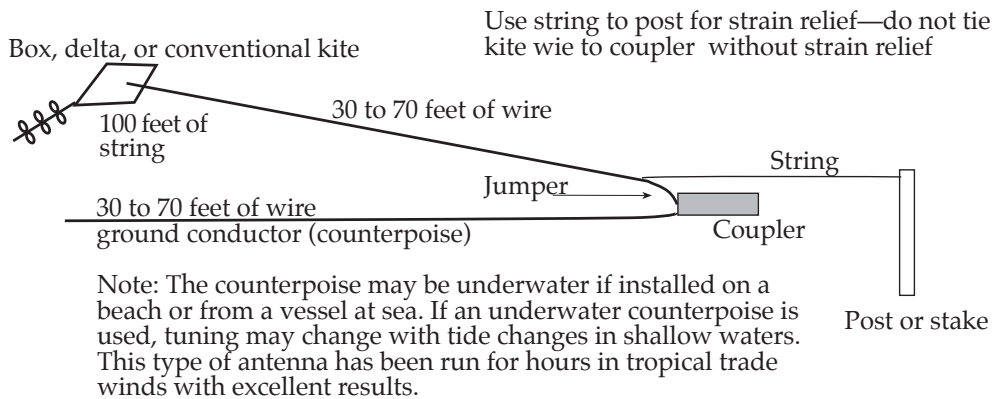 Use string to post for strain relief—do not tie
kite wie to coupler without strain relief
Box, delta, or conventional kite
30 to 70 feet of wire
100 feet of
string
String
Jumper
30 to 70 feet of wire
ground conductor (counterpoise)
Coupler
Note: The counterpoise may be underwater if installed on a
beach or from a vessel at sea. If an underwater counterpoise is
used, tuning may change with tide changes in shallow waters.
This type of antenna has been run for hours in tropical trade
winds with excellent results.
Post or stake